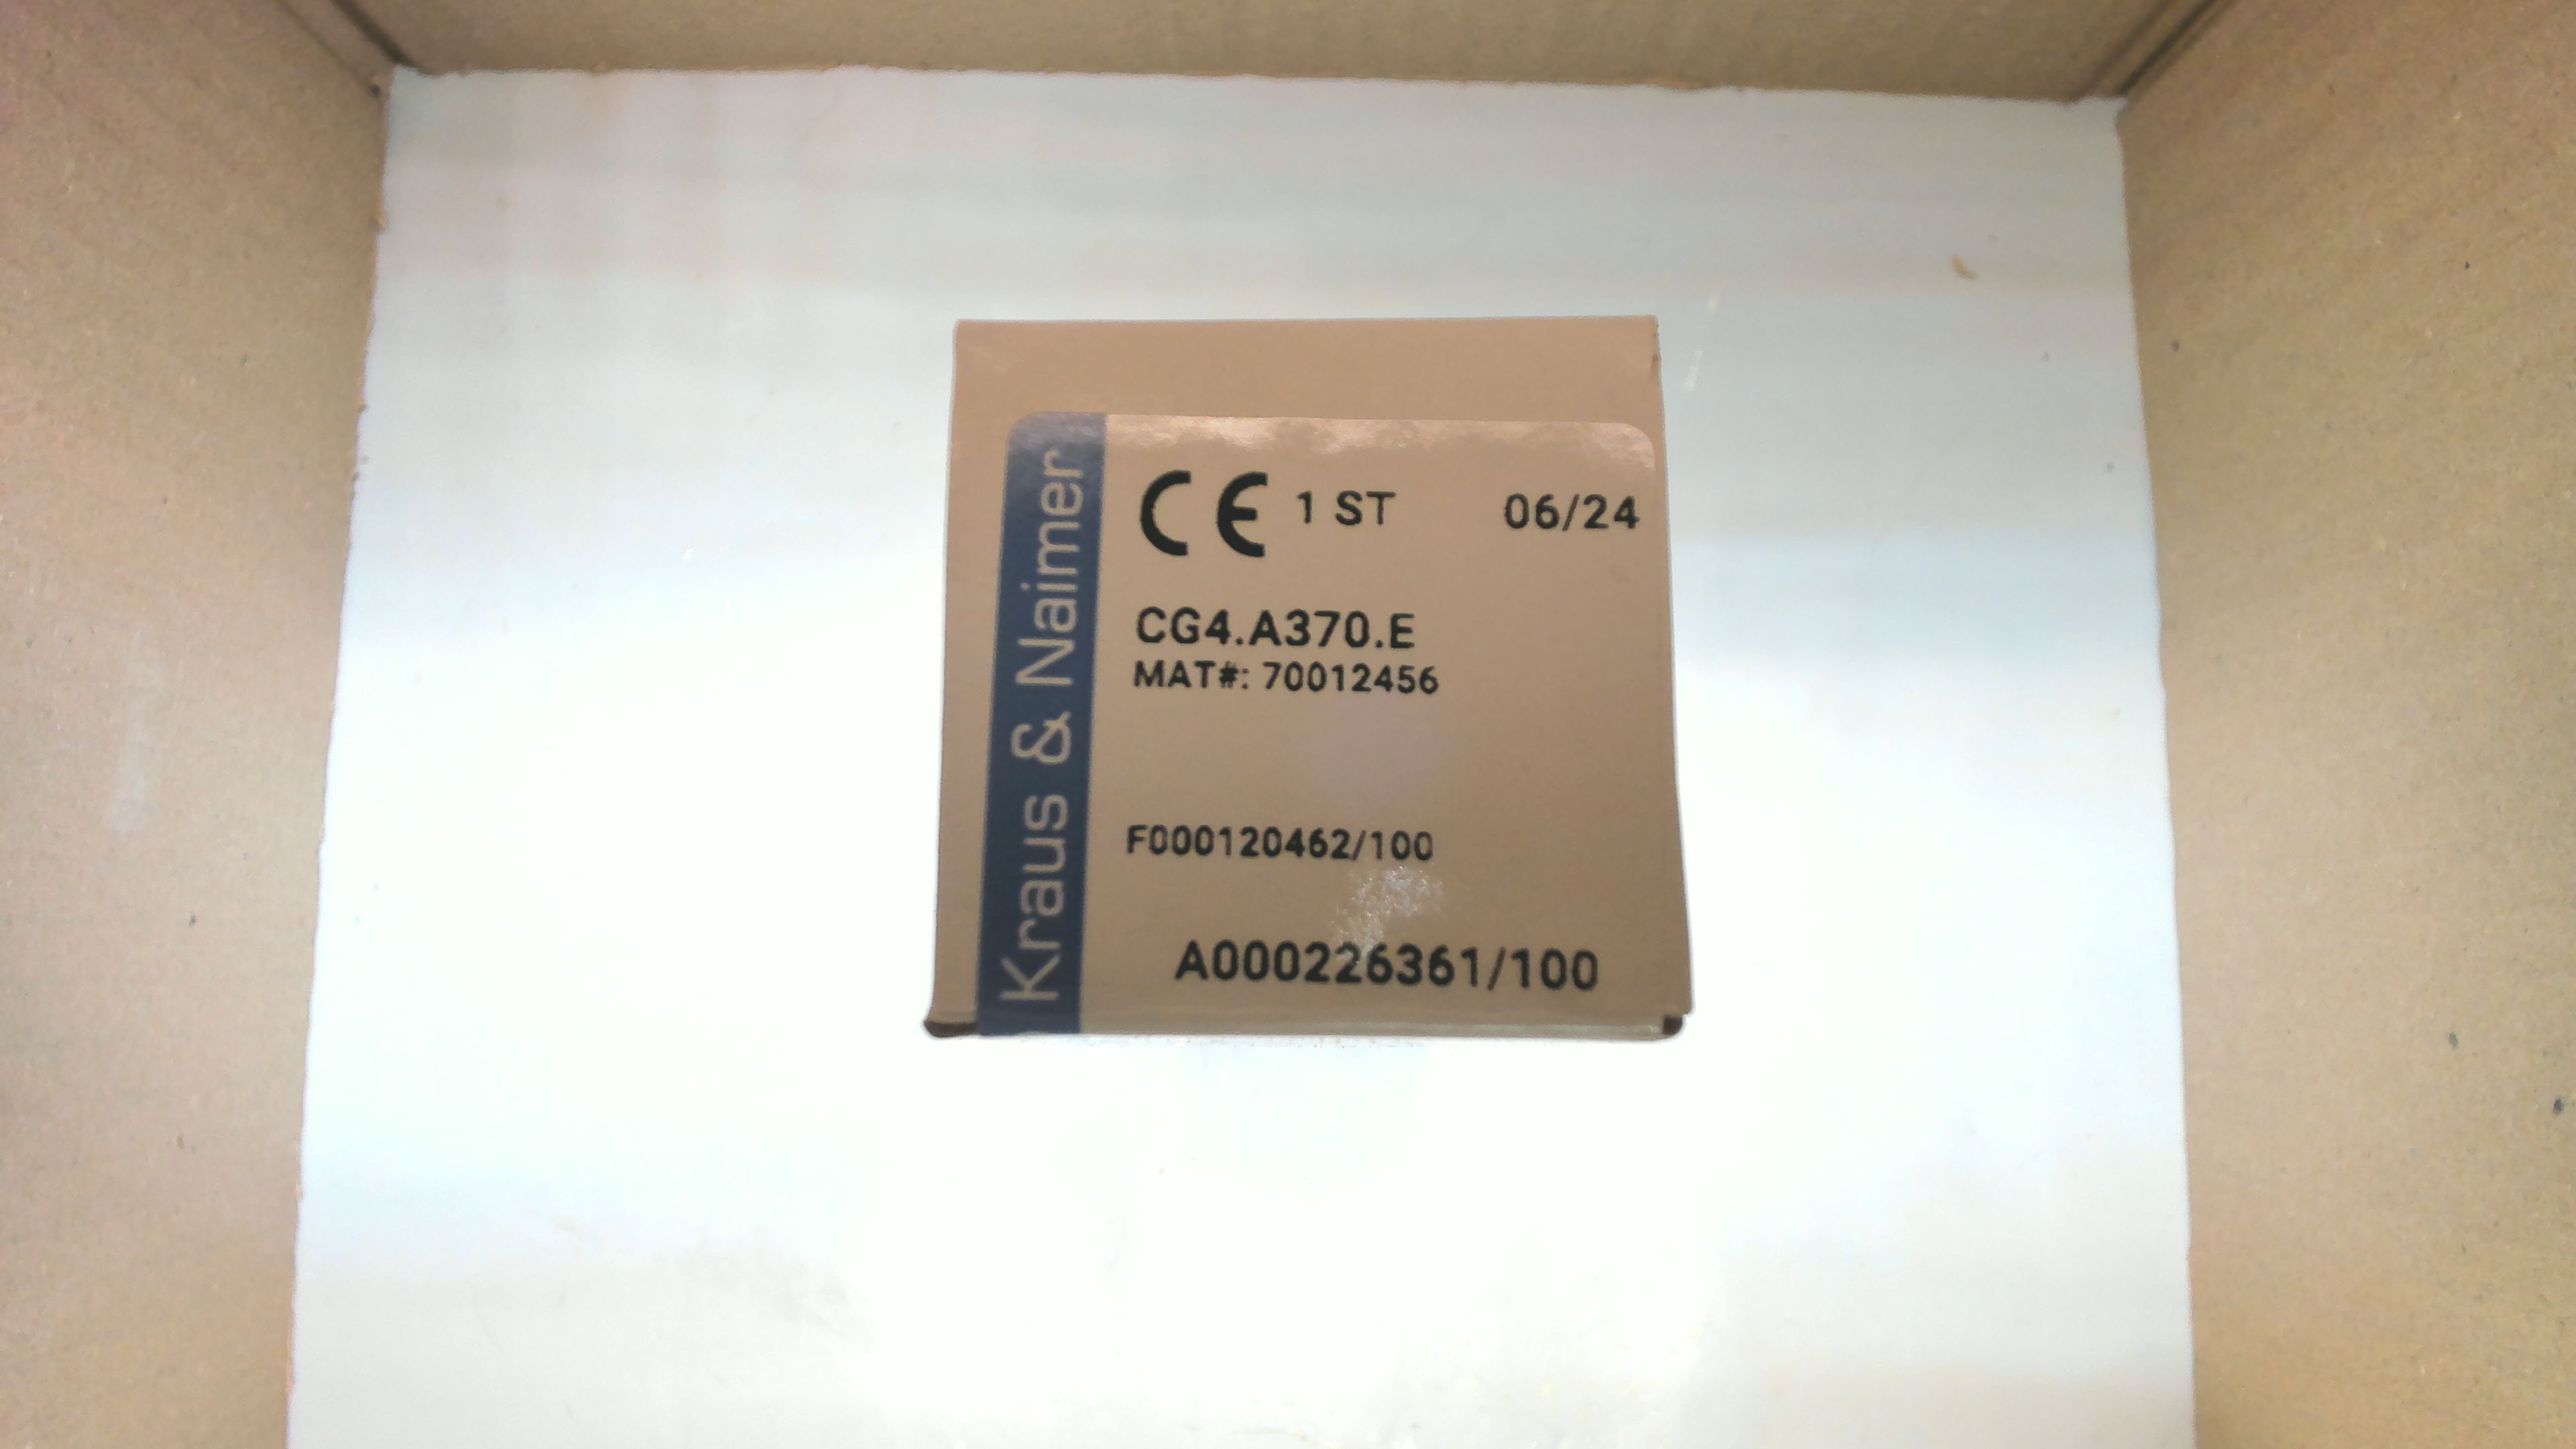 Kraus & Naimer
CE 1 ST 06/24
CG4.A370.E
MAT#: 70012456
F000120462/100
A000226361/100